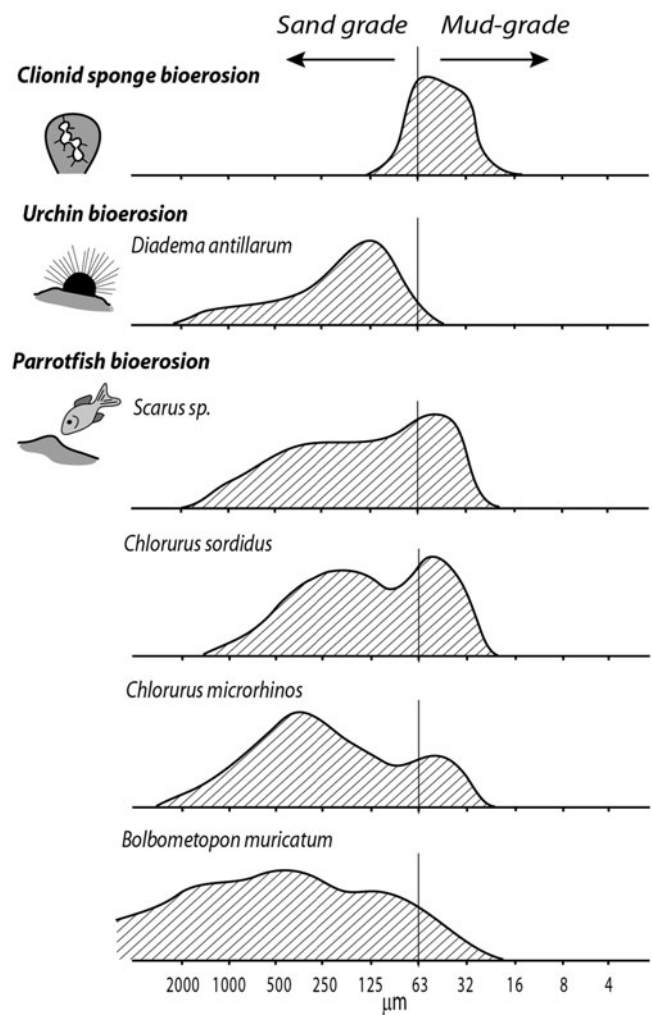 Sand grade Mud-grade
Clionid sponge bioerosion
Urchin bioerosion
Diadema antillarum
Parrotfish bioerosion
Scarus sp.
Chlorurus sordidus
Chlorurus microrhinos
Bolbometopon muricatum
2000 1000 500 250 125 63 32 16 8 4
μm